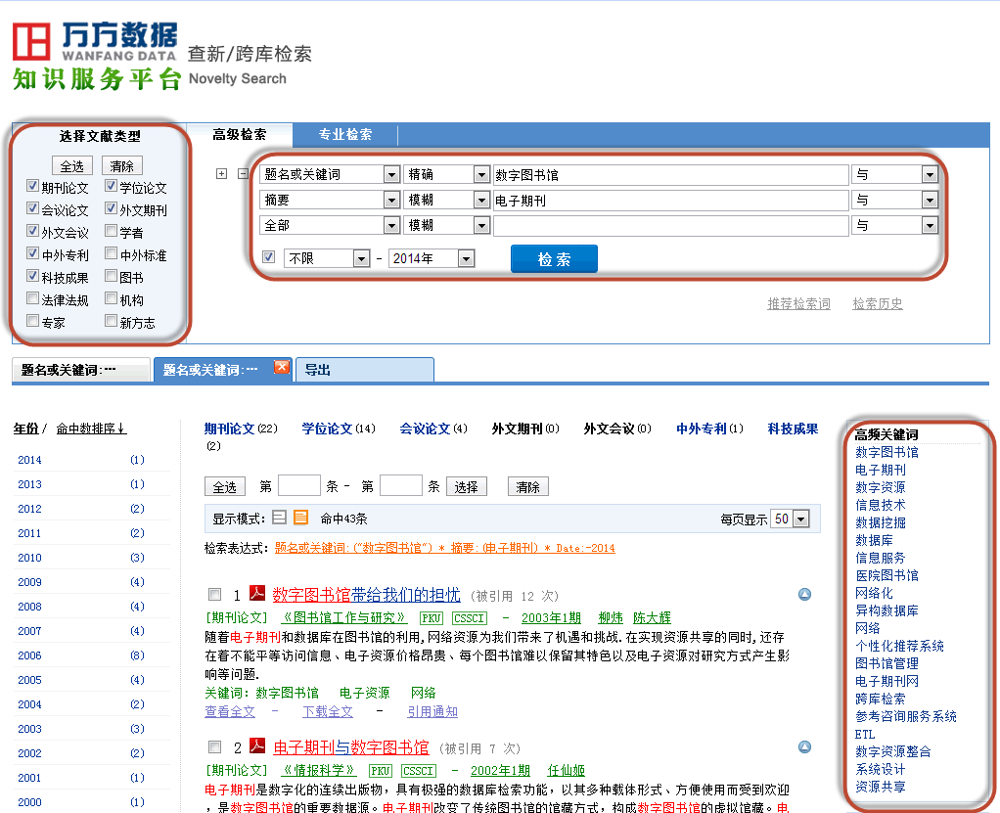 万方数据
WANFANG DATA
知识服务平台
查新/跨库检索
Novelty Search
选择文献类型
全选 清除
期刊论文 学位论文
会议论文 外文期刊
外文会议 学者
中外专利 中外标准
科技成果 图书
法律法规 机构
专家 新方志
高级检索 专业检索
题名或关键词 精确 数字图书馆 与
摘要 模糊 电子期刊 与
全部 模糊 与
不限 - 2014年 检索
推荐检索词 检索历史
题名或关键词:… 题名或关键词:… 导出
年份 / 命中数排序↓
2014 (1)
2013 (1)
2012 (2)
2011 (2)
2010 (3)
2009 (4)
2008 (4)
2007 (4)
2006 (8)
2005 (4)
2004 (2)
2003 (3)
2002 (2)
2001 (1)
2000 (1)
期刊论文(22) 学位论文(14) 会议论文(4) 外文期刊(0) 外文会议(0) 中外专利(1) 科技成果
(2)
全选 第 条 - 第 条 选择 清除
显示模式: 命中43条 每页显示 50
检索表达式: 题名或关键词:("数字图书馆") * 摘要:(电子期刊) * Date:-2014
1 数字图书馆带给我们的担忧 (被引用 12 次)
[期刊论文] 《图书馆工作与研究》 PKU CSSCI - 2003年1期 柳炜 陈大辉
随着电子期刊和数据库在图书馆的利用,网络资源为我们带来了机遇和挑战.在实现资源共享的同时,还存
在着不能平等访问信息、电子资源价格昂贵、每个图书馆难以保留其特色以及电子资源对研究方式产生影
响等问题.
关键词: 数字图书馆 电子资源 网络
查看全文 - 下载全文 - 引用通知
2 电子期刊与数字图书馆 (被引用 7 次)
[期刊论文] 《情报科学》 PKU CSSCI - 2002年1期 任仙姬
电子期刊是数字化的连续出版物，具有极强的数据库检索功能，以其多种载体形式、方便使用而受到欢迎
，是数字图书馆的重要数据源。电子期刊改变了传统图书馆的馆藏方式，构成数字图书馆的虚拟馆藏。电
高频关键词
数字图书馆
电子期刊
数字资源
信息技术
数据挖掘
数据库
信息服务
医院图书馆
网络化
异构数据库
网络
个性化推荐系统
图书馆管理
电子期刊网
跨库检索
参考咨询服务系统
ETL
数字资源整合
系统设计
资源共享